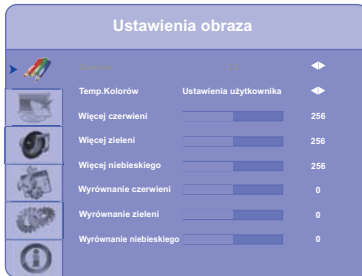 Ustawienia obraza
Temp.Kolorów Ustawienia użytkownika
Więcej czerwieni 256
Więcej zieleni 256
Więcej niebieskiego 256
Wyrównanie czerwieni 0
Wyrównanie zieleni 0
Wyrównanie niebieskiego 0